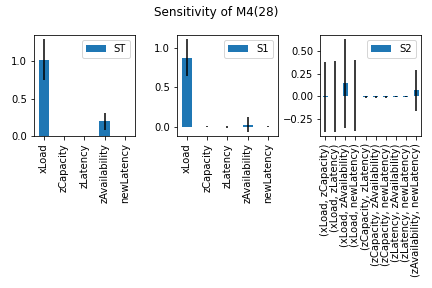 Sensitivity of M4(28)
ST
1.0
0.5
0.0
xLoad
zCapacity
zLatency
zAvailability
newLatency
S1
1.0
0.5
0.0
xLoad
zCapacity
zLatency
zAvailability
newLatency
S2
0.50
0.25
0.00
−0.25
(xLoad, zCapacity)
(xLoad, zLatency)
(xLoad, zAvailability)
(xLoad, newLatency)
(zCapacity, zLatency)
(zCapacity, zAvailability)
(zCapacity, newLatency)
(zLatency, zAvailability)
(zLatency, newLatency)
(zAvailability, newLatency)